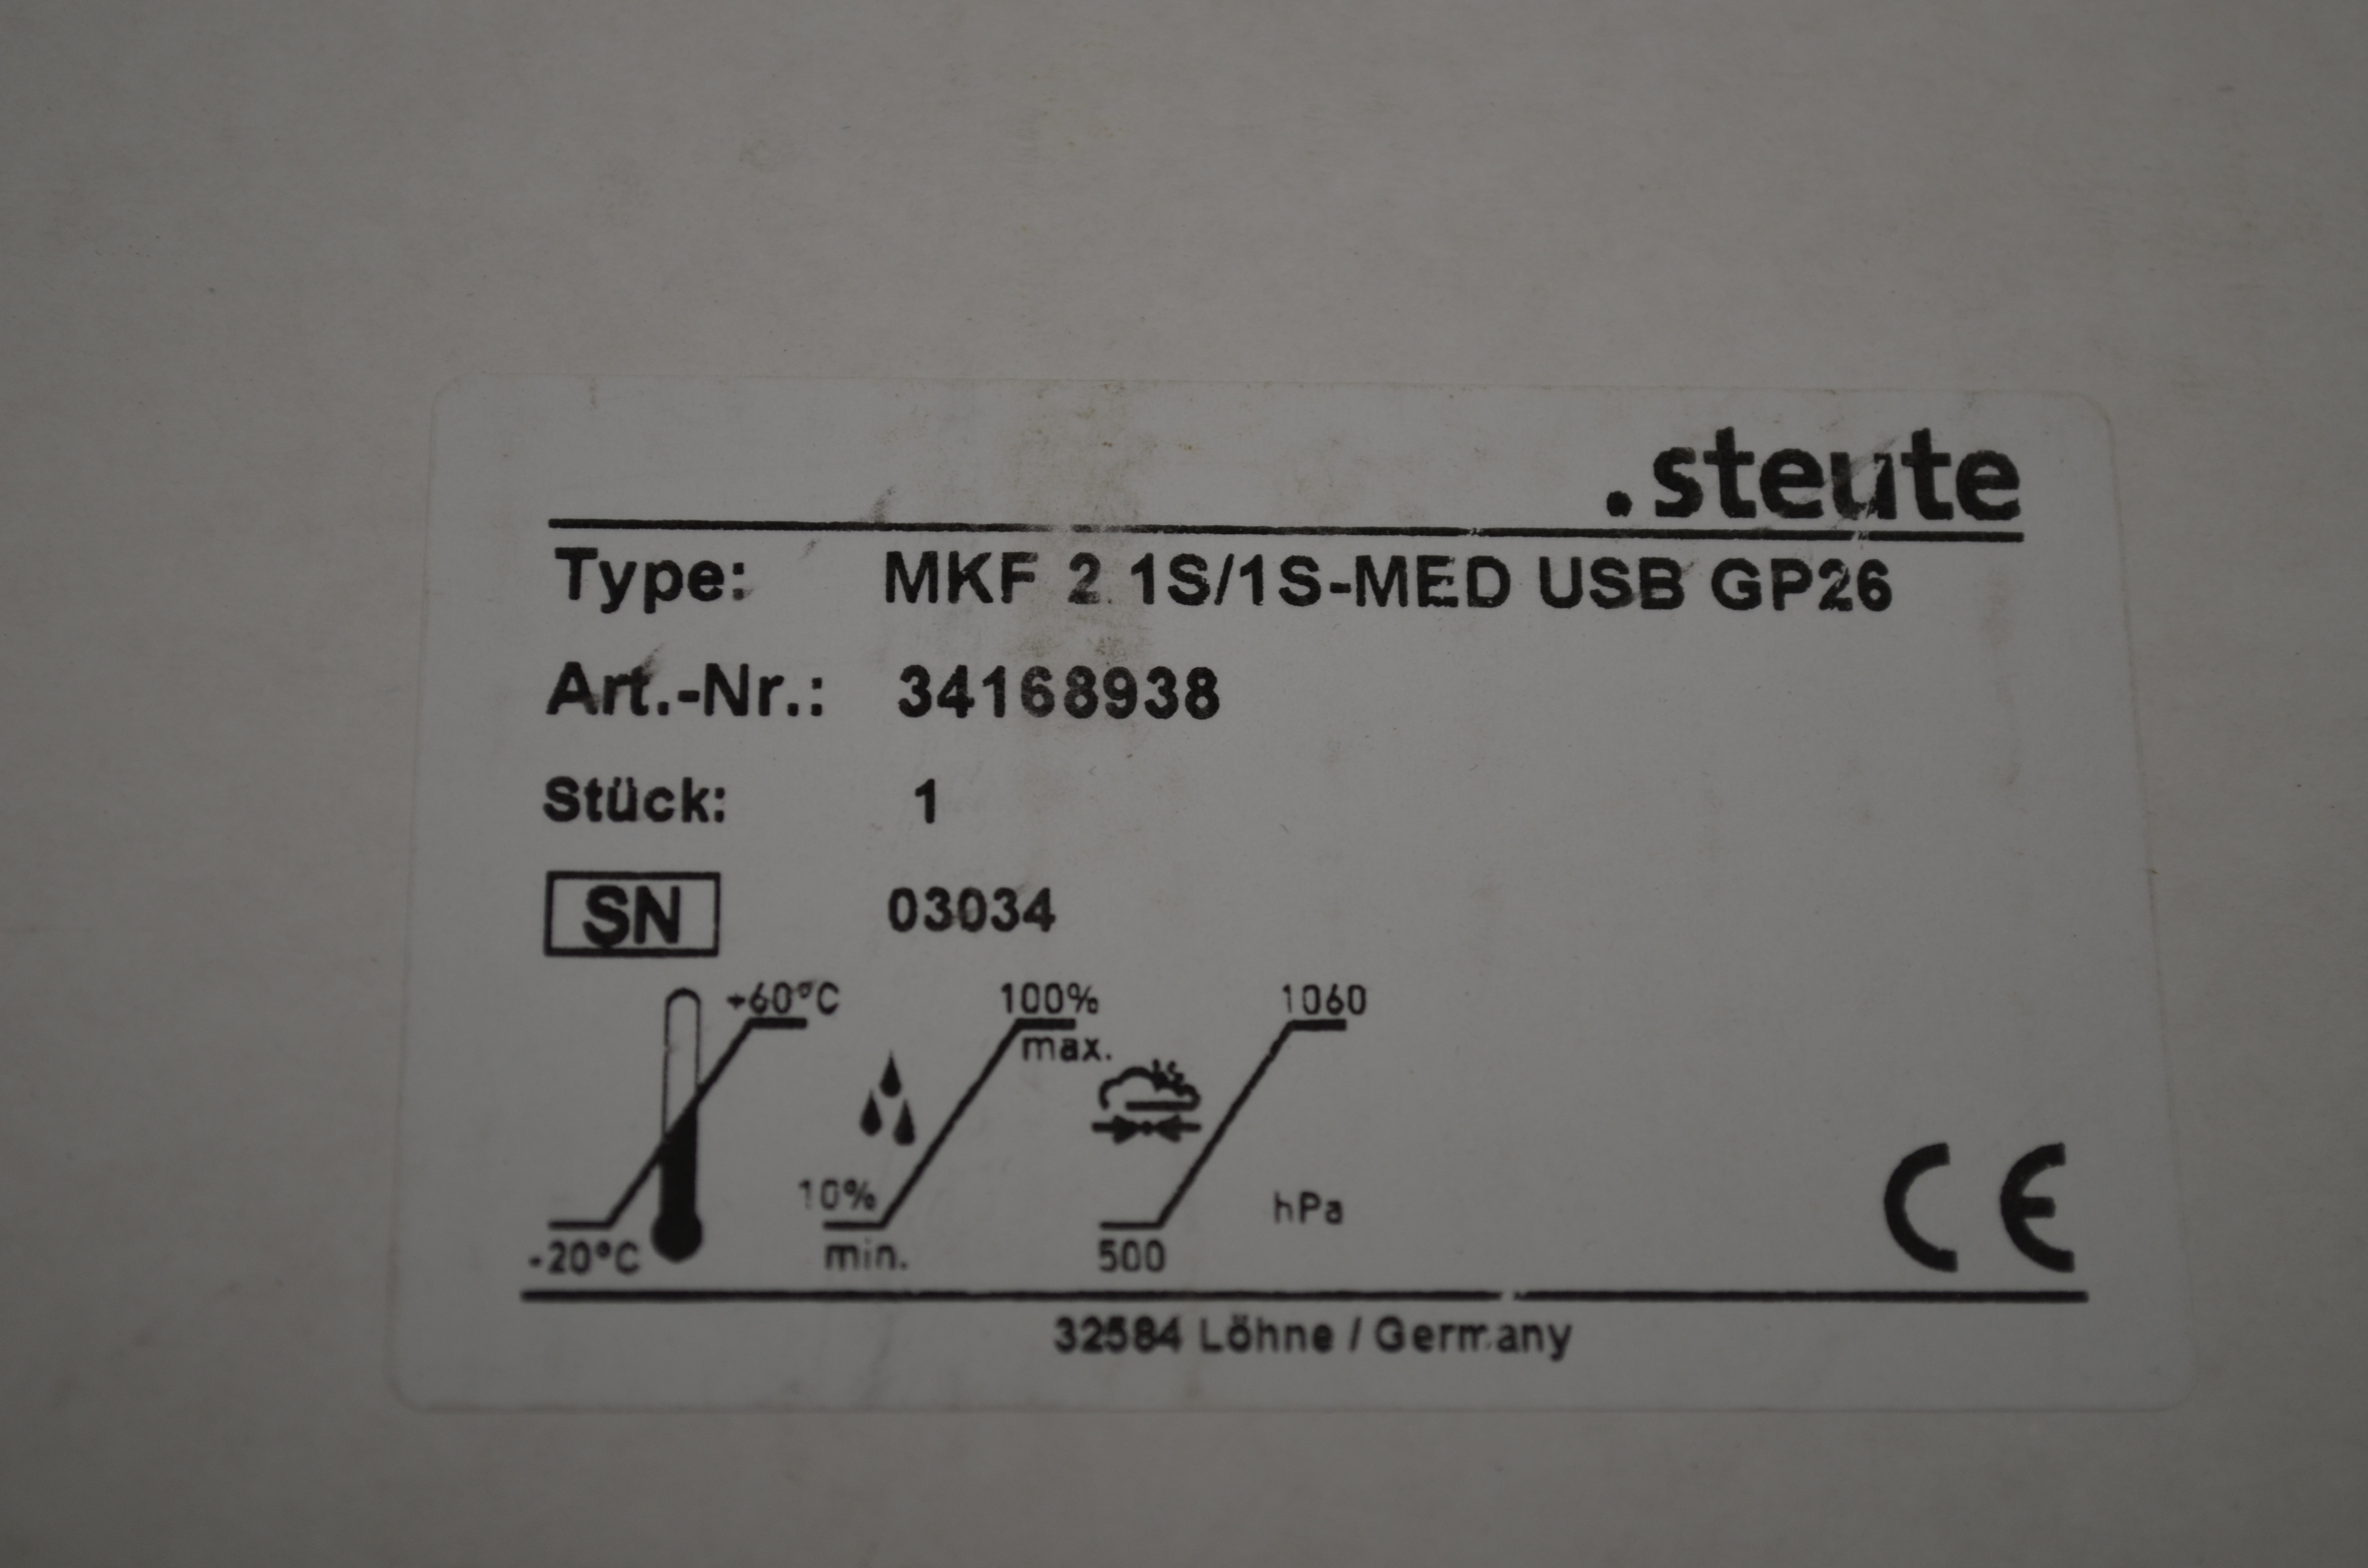 .steute
Type: MKF 2 1S/1S-MED USB GP26
Art.-Nr.: 34168938
Stück: 1
SN 03034
+60°C 100% 1060
max.
10% hPa
-20°C min. 500
CE
32584 Löhne / Germany